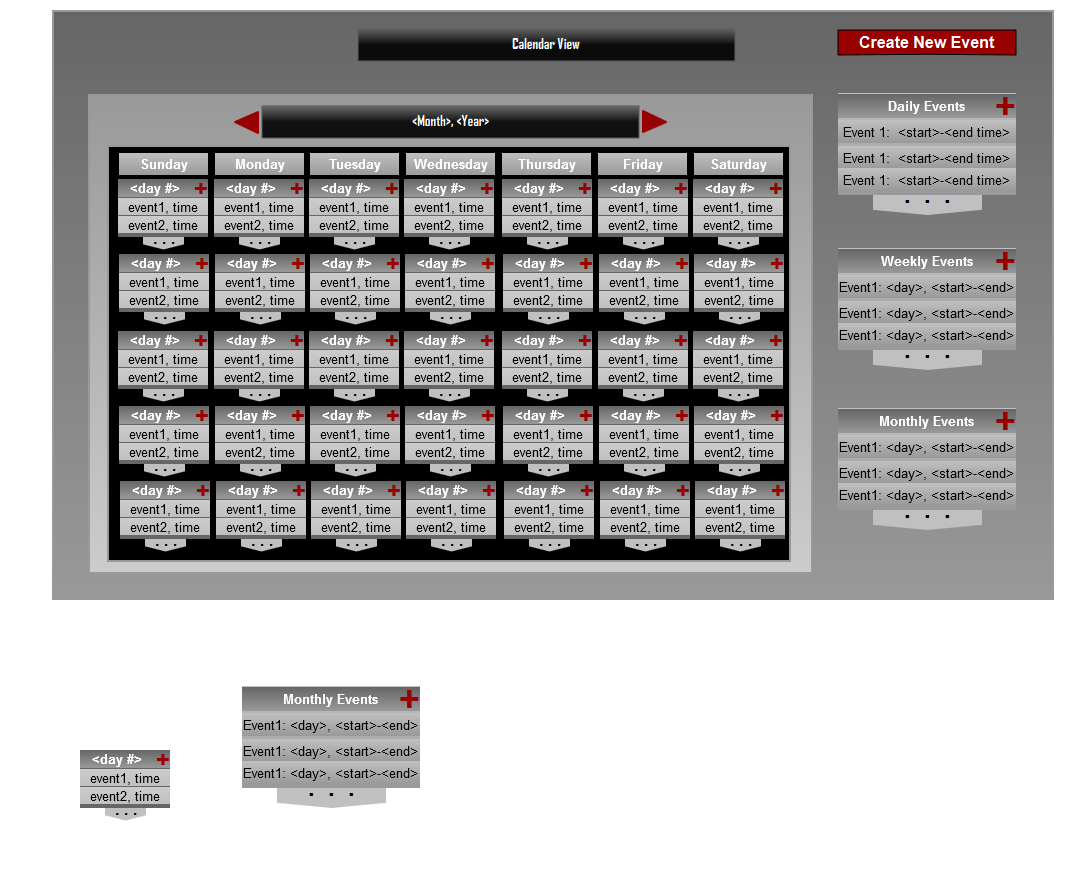 Calendar View
Create New Event
<Month>, <Year>
Sunday Monday Tuesday Wednesday Thursday Friday Saturday
<day #> + <day #> + <day #> + <day #> + <day #> + <day #> + <day #> +
event1, time event1, time event1, time event1, time event1, time event1, time event1, time
event2, time event2, time event2, time event2, time event2, time event2, time event2, time
. . . . . . . . . . . . . . . . . . . . .
<day #> + <day #> + <day #> + <day #> + <day #> + <day #> + <day #> +
event1, time event1, time event1, time event1, time event1, time event1, time event1, time
event2, time event2, time event2, time event2, time event2, time event2, time event2, time
. . . . . . . . . . . . . . . . . . . . .
<day #> + <day #> + <day #> + <day #> + <day #> + <day #> + <day #> +
event1, time event1, time event1, time event1, time event1, time event1, time event1, time
event2, time event2, time event2, time event2, time event2, time event2, time event2, time
. . . . . . . . . . . . . . . . . . . . .
<day #> + <day #> + <day #> + <day #> + <day #> + <day #> + <day #> +
event1, time event1, time event1, time event1, time event1, time event1, time event1, time
event2, time event2, time event2, time event2, time event2, time event2, time event2, time
. . . . . . . . . . . . . . . . . . . . .
<day #> + <day #> + <day #> + <day #> + <day #> + <day #> + <day #> +
event1, time event1, time event1, time event1, time event1, time event1, time event1, time
event2, time event2, time event2, time event2, time event2, time event2, time event2, time
. . . . . . . . . . . . . . . . . . . . .
Daily Events +
Event 1: <start>-<end time>
Event 1: <start>-<end time>
Event 1: <start>-<end time>
. . .
Weekly Events +
Event1: <day>, <start>-<end>
Event1: <day>, <start>-<end>
Event1: <day>, <start>-<end>
. . .
Monthly Events +
Event1: <day>, <start>-<end>
Event1: <day>, <start>-<end>
Event1: <day>, <start>-<end>
. . .
<day #> +
event1, time
event2, time
. . .
Monthly Events +
Event1: <day>, <start>-<end>
Event1: <day>, <start>-<end>
Event1: <day>, <start>-<end>
. . .